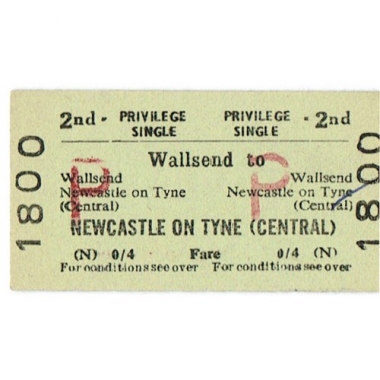 2nd - PRIVILEGE SINGLE PRIVILEGE SINGLE - 2nd
Wallsend to
Wallsend Wallsend
Newcastle on Tyne Newcastle on Tyne
(Central) (Central)
P P
NEWCASTLE ON TYNE (CENTRAL)
(N) 0/4 Fare 0/4 (N)
For conditions see over For conditions see over
1800 1800